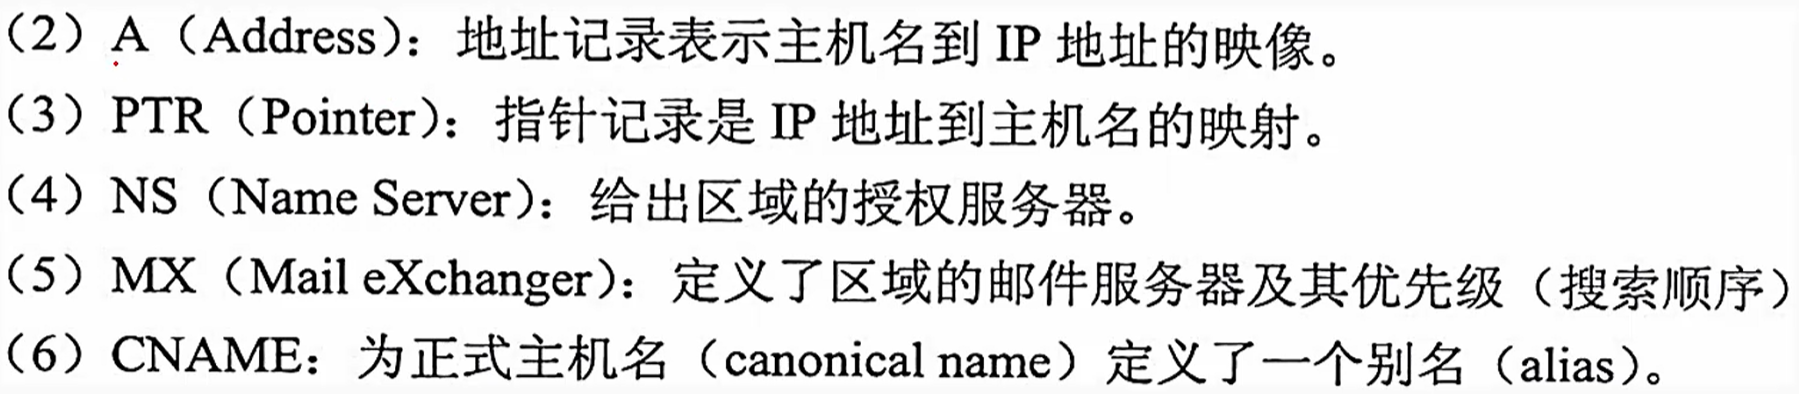 （2）A（Address）：地址记录表示主机名到 IP 地址的映像。
（3）PTR（Pointer）：指针记录是 IP 地址到主机名的映射。
（4）NS（Name Server）：给出区域的授权服务器。
（5）MX（Mail eXchanger）：定义了区域的邮件服务器及其优先级（搜索顺序）
（6）CNAME：为正式主机名（canonical name）定义了一个别名（alias）。